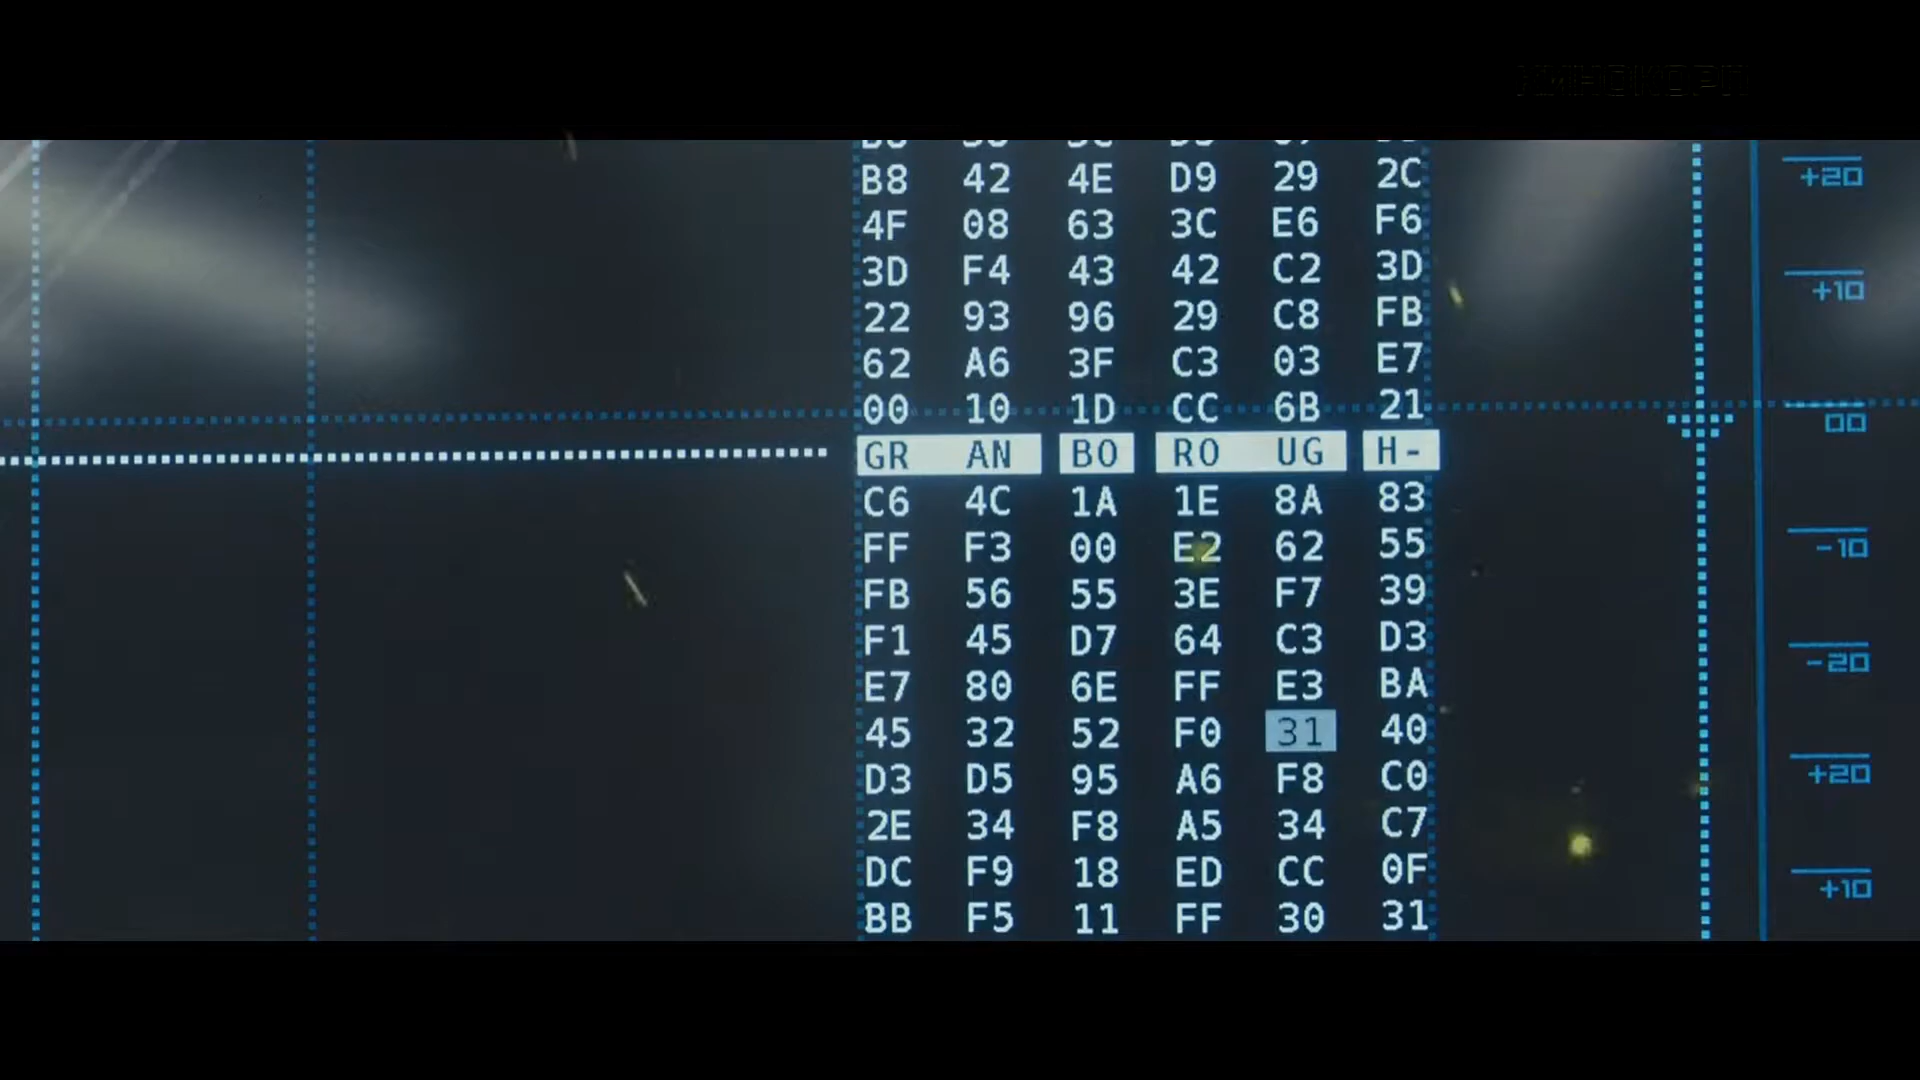 B8 42 4E D9 29 2C
+20
4F 08 63 3C E6 F6
3D F4 43 42 C2 3D
+10
22 93 96 29 C8 FB
62 A6 3F C3 03 E7
00 10 1D CC 6B 21
00
GR AN BO RO UG H-
C6 4C 1A 1E 8A 83
FF F3 00 E2 62 55
-10
FB 56 55 3E F7 39
F1 45 D7 64 C3 D3
-20
E7 80 6E FF E3 BA
45 32 52 F0 31 40
D3 D5 95 A6 F8 C0
+20
2E 34 F8 A5 34 C7
DC F9 18 ED CC 0F
+10
BB F5 11 FF 30 31